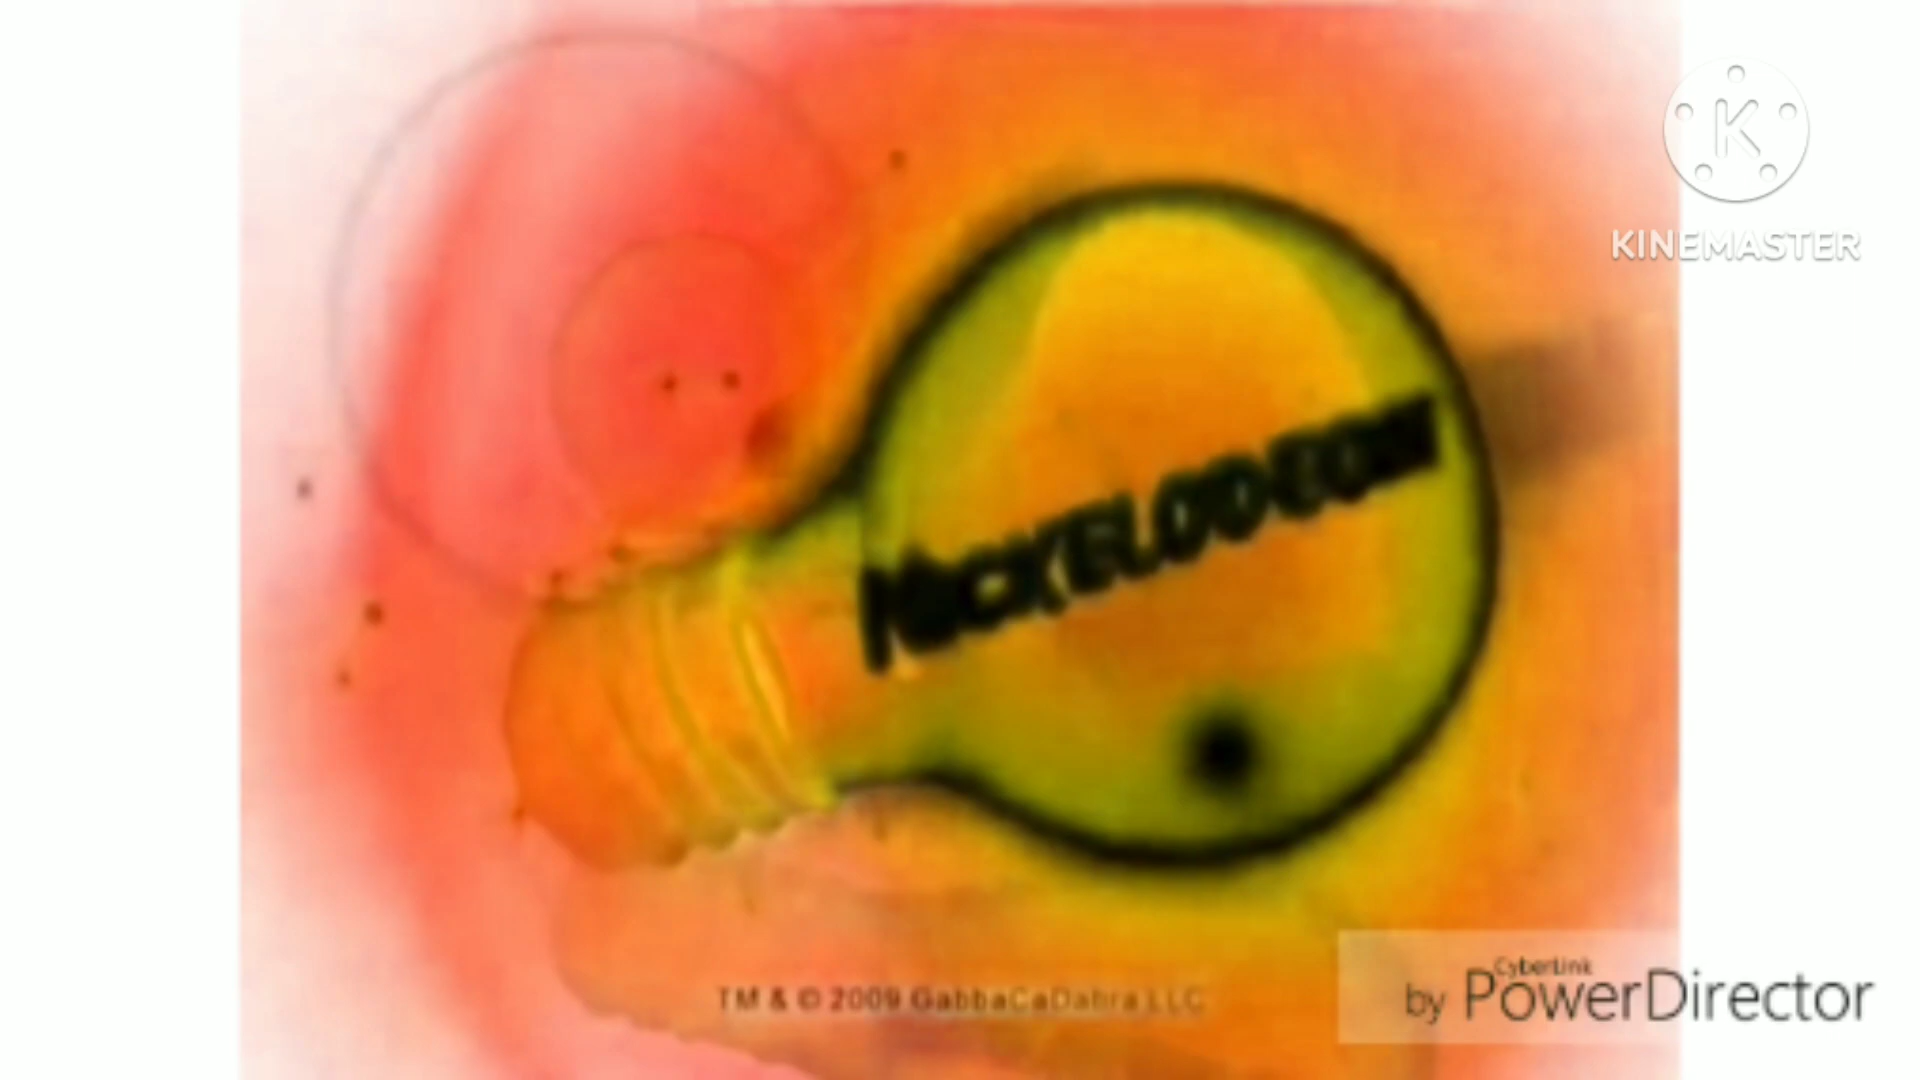 K
KINEMASTER
NICKELODEON
TM & © 2009 GabbaCaDabra LLC
by CyberLink PowerDirector